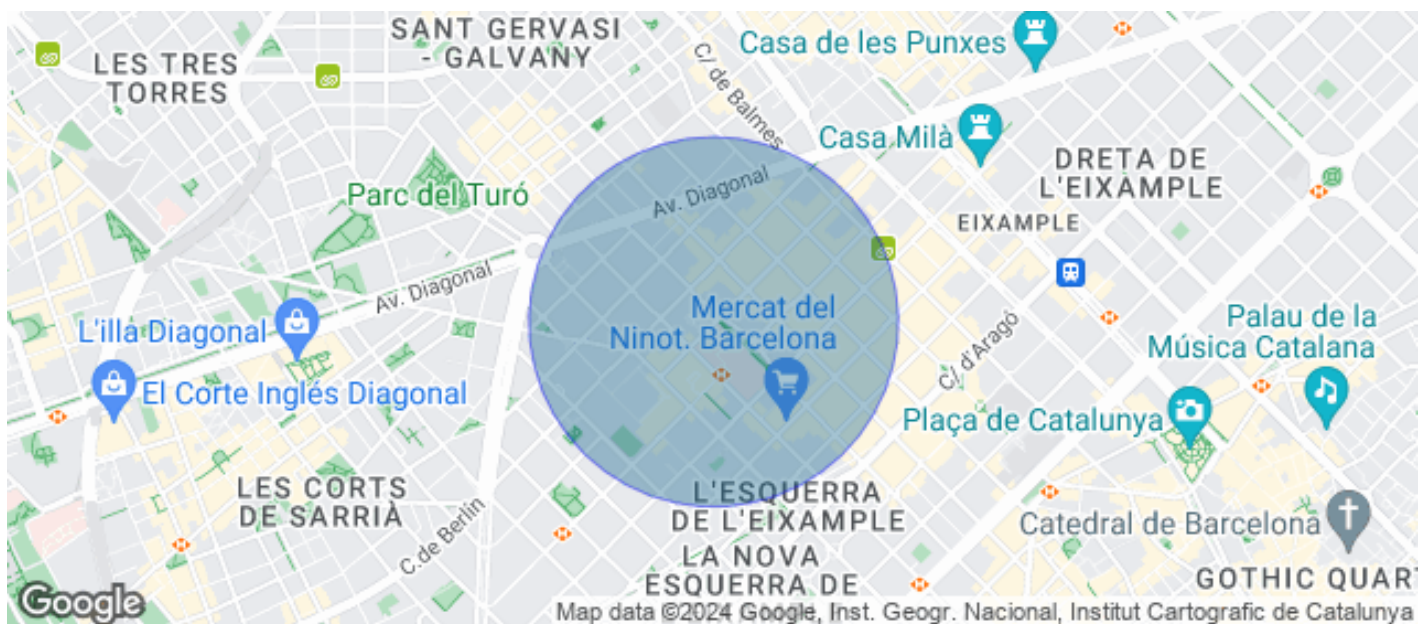 SANT GERVASI
- GALVANY
LES TRES
TORRES
C/ de Balmes
Casa de les Punxes
Casa Milà
DRETA DE
L'EIXAMPLE
Parc del Turó
Av. Diagonal
EIXAMPLE
Av. Diagonal
L'illa Diagonal
Mercat del
Ninot. Barcelona
C/ d'Aragó
Palau de la
Música Catalana
El Corte Inglés Diagonal
Plaça de Catalunya
LES CORTS
DE SARRIÀ
L'ESQUERRA
DE L'EIXAMPLE
C. de Berlin
Catedral de Barcelona
LA NOVA
ESQUERRA DE
GOTHIC QUART
Google
Map data ©2024 Google, Inst. Geogr. Nacional, Institut Cartografic de Catalunya